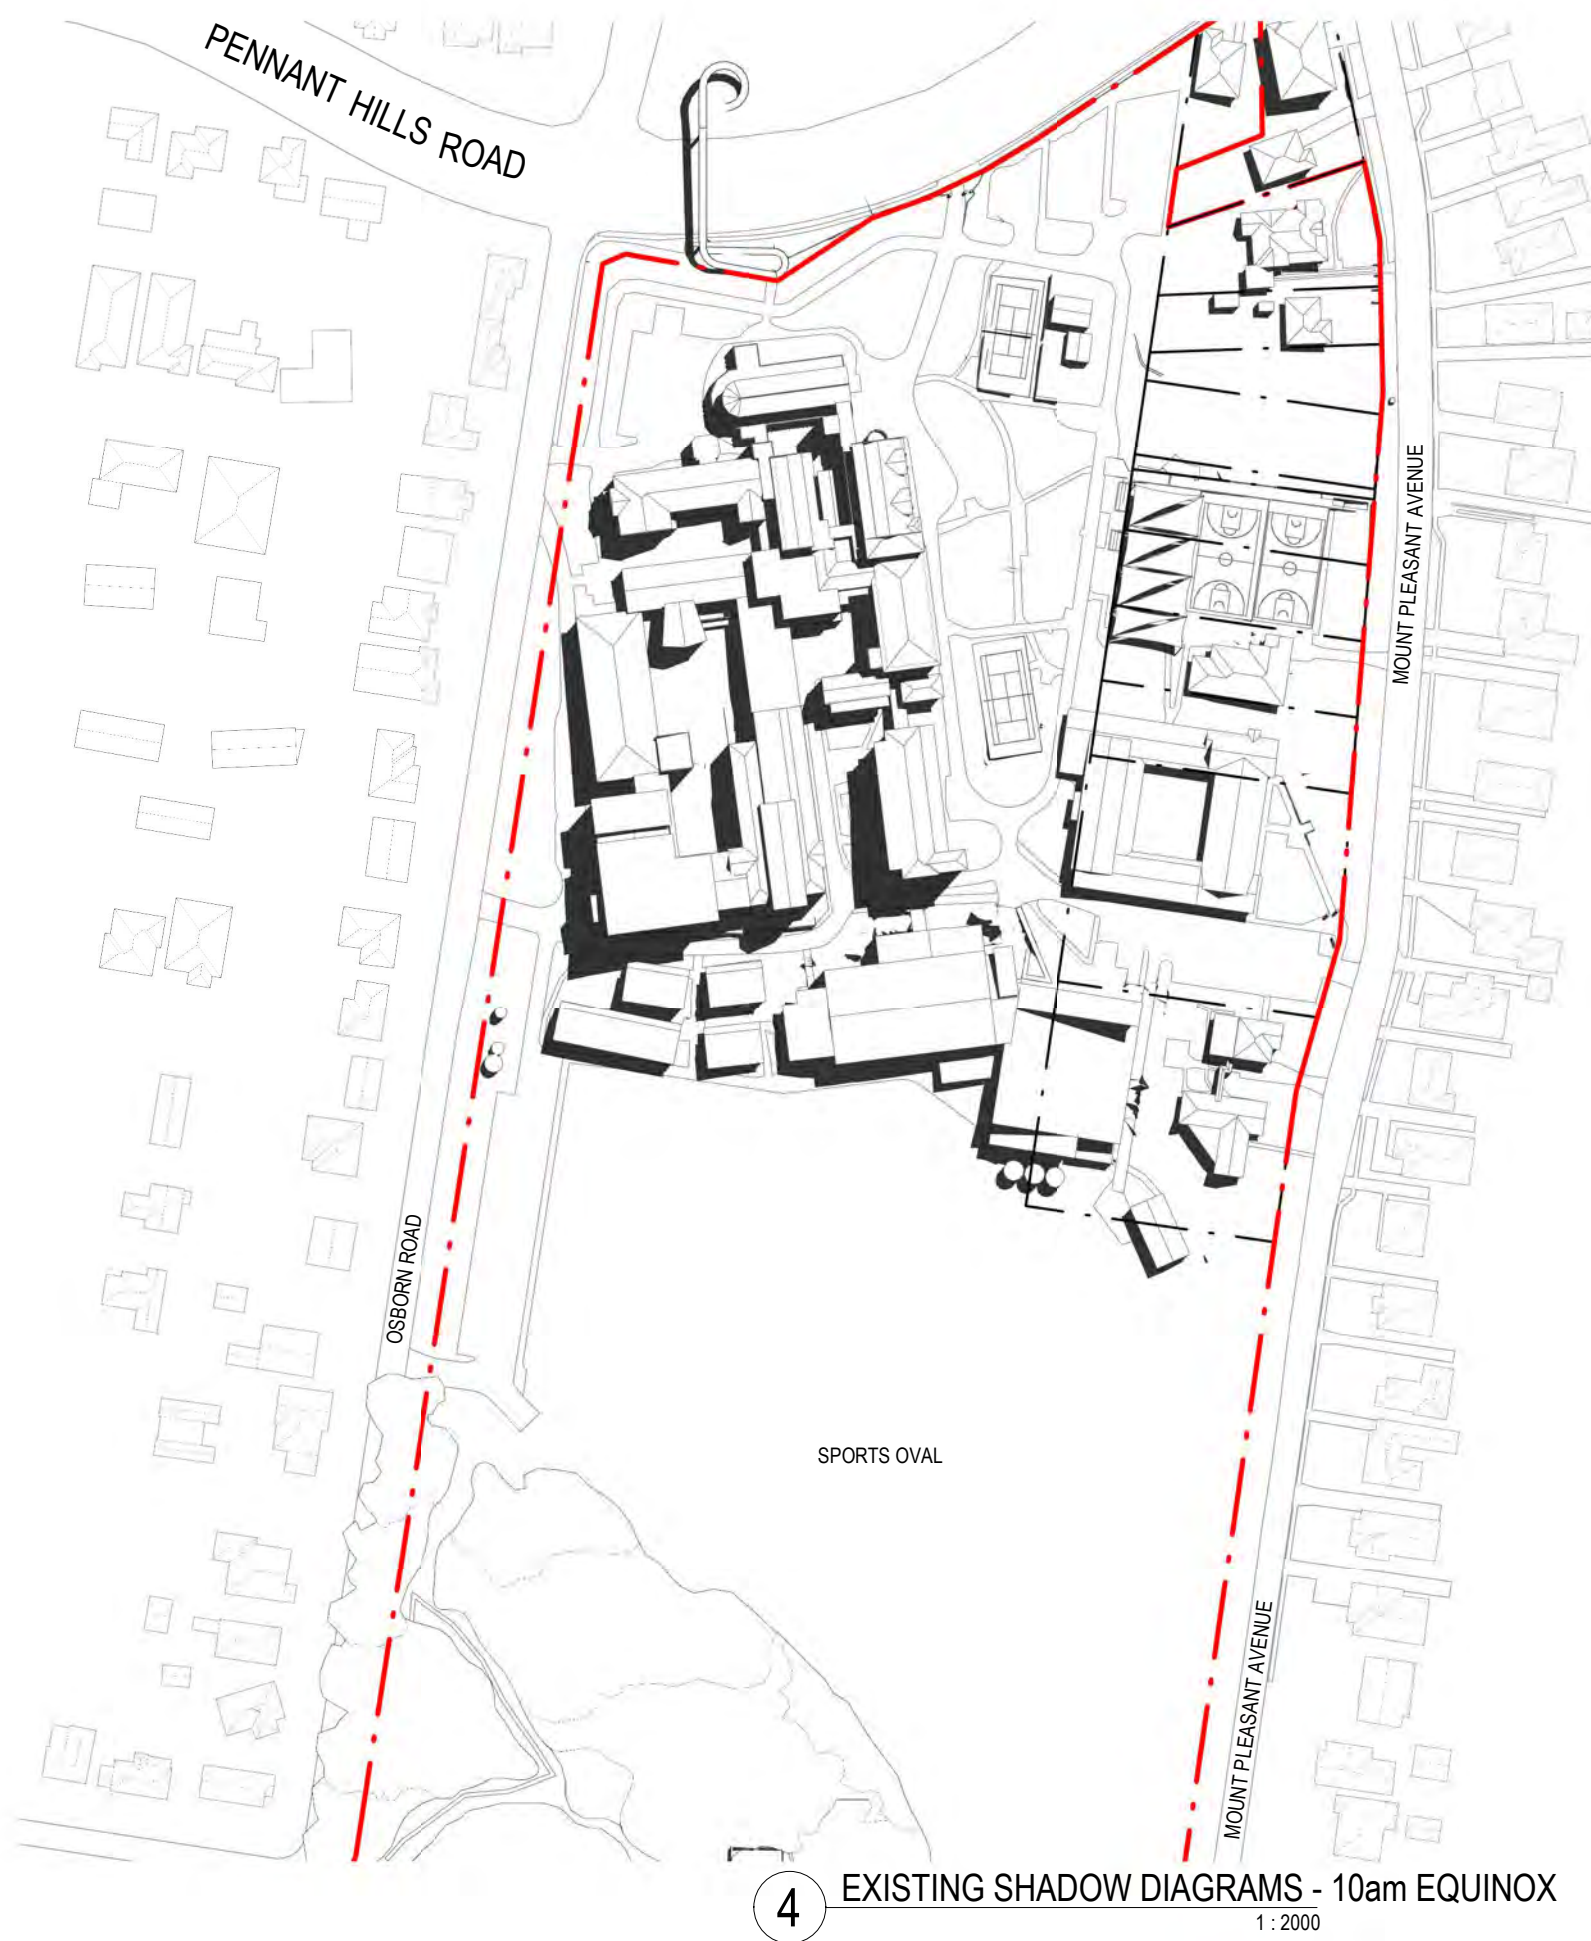 PENNANT HILLS ROAD
MOUNT PLEASANT AVENUE
OSBORN ROAD
SPORTS OVAL
MOUNT PLEASANT AVENUE
4
EXISTING SHADOW DIAGRAMS - 10am EQUINOX
1 : 2000